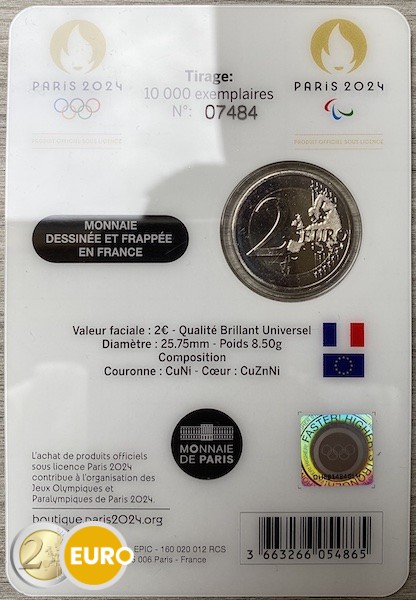 PARIS 2024
PRODUIT OFFICIEL SOUS LICENCE
Tirage:
10 000 exemplaires
N°: 07484
PARIS 2024
PRODUIT OFFICIEL SOUS LICENCE
2 EURO
MONNAIE
DESSINÉE ET FRAPPÉE
EN FRANCE
Valeur faciale : 2€ - Qualité Brillant Universel
Diamètre : 25.75mm - Poids 8.50g
Composition
Couronne : CuNi - Cœur : CuZnNi
MONNAIE
DE PARIS
L'achat de produits officiels
sous licence Paris 2024
contribue à l'organisation des
Jeux Olympiques et
Paralympiques de Paris 2024.
boutique.paris2024.org
FASTER HIGHER
EPIC - 160 020 012 RCS
006 Paris - France
3 663266 054865
2 EURO